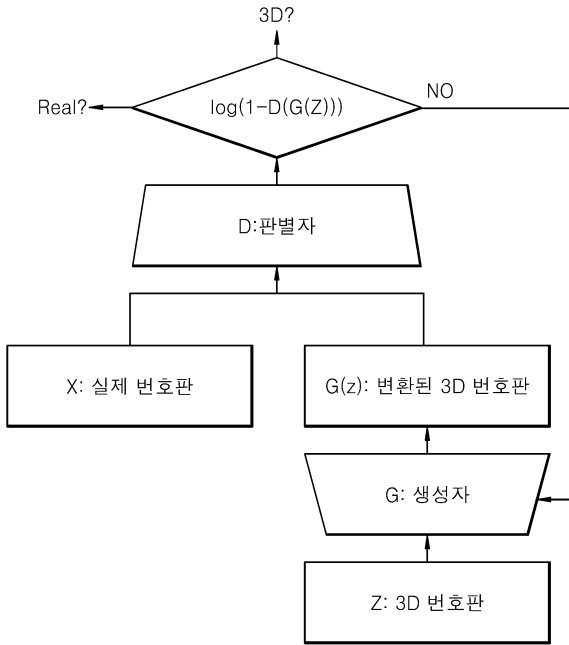 3D?
Real?
log(1-D(G(Z)))
NO
D:판별자
X: 실제 번호판
G(z): 변환된 3D 번호판
G: 생성자
Z: 3D 번호판